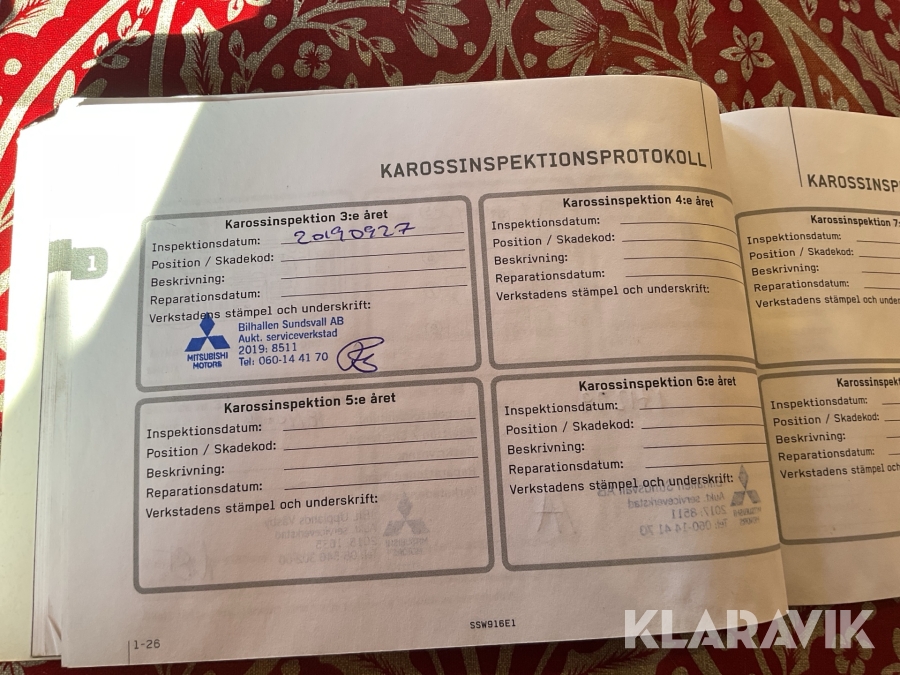 KAROSSINSPEKTIONSPROTOKOLL
1
Karossinspektion 3:e året
Inspektionsdatum: 20190927
Position / Skadekod:
Beskrivning:
Reparationsdatum:
Verkstadens stämpel och underskrift:
MITSUBISHI
MOTORS
Bilhallen Sundsvall AB
Aukt. serviceverkstad
2019: 8511
Tel: 060-14 41 70
Karossinspektion 4:e året
Inspektionsdatum:
Position / Skadekod:
Beskrivning:
Reparationsdatum:
Verkstadens stämpel och underskrift:
Karossinspektion 5:e året
Inspektionsdatum:
Position / Skadekod:
Beskrivning:
Reparationsdatum:
Verkstadens stämpel och underskrift:
Karossinspektion 6:e året
Inspektionsdatum:
Position / Skadekod:
Beskrivning:
Reparationsdatum:
Verkstadens stämpel och underskrift:
1-26
SSW916E1
KAROSSINSP
Karossinspektion 7:
Inspektionsdatum:
Position / Skadekod:
Beskrivning:
Reparationsdatum:
Verkstadens stämpel och under
Karossinspekt
Inspektionsdatum:
Position / Skadekod:
Beskrivning:
Reparationsdatum:
Verkstadens stämpel och
KLARAVIK